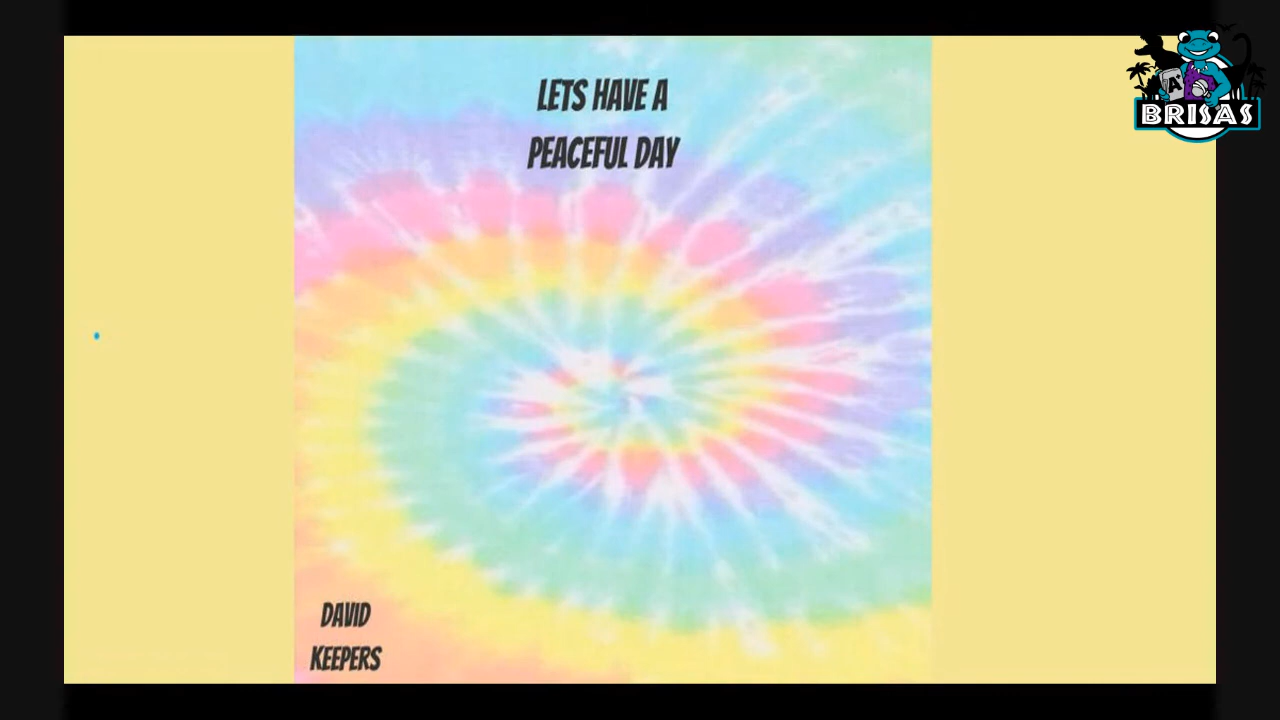 LETS HAVE A
PEACEFUL DAY
A
BRISAS
DAVID
KEEPERS